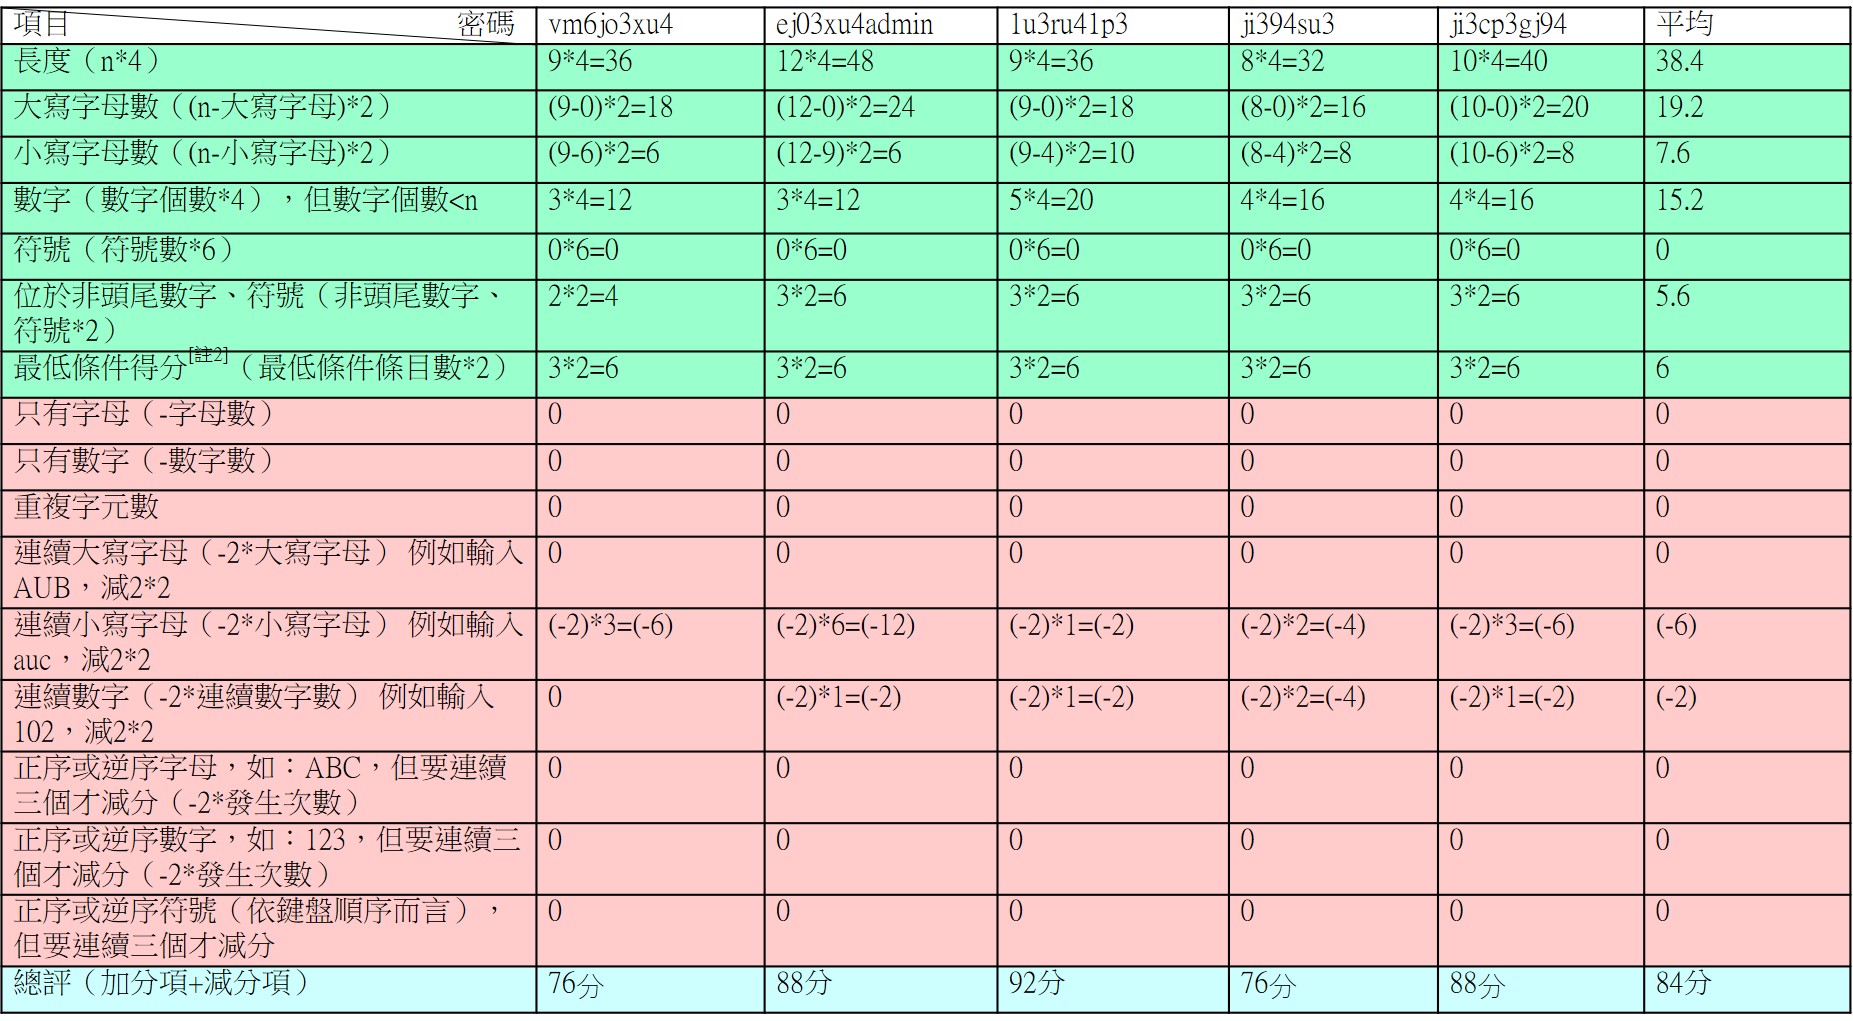 項目 密碼 vm6jo3xu4 ej03xu4admin 1u3ru41p3 ji394su3 ji3cp3gj94 平均
長度（n*4） 9*4=36 12*4=48 9*4=36 8*4=32 10*4=40 38.4
大寫字母數（(n-大寫字母)*2） (9-0)*2=18 (12-0)*2=24 (9-0)*2=18 (8-0)*2=16 (10-0)*2=20 19.2
小寫字母數（(n-小寫字母)*2） (9-6)*2=6 (12-9)*2=6 (9-4)*2=10 (8-4)*2=8 (10-6)*2=8 7.6
數字（數字個數*4），但數字個數<n 3*4=12 3*4=12 5*4=20 4*4=16 4*4=16 15.2
符號（符號數*6） 0*6=0 0*6=0 0*6=0 0*6=0 0*6=0 0
位於非頭尾數字、符號（非頭尾數字、 2*2=4 3*2=6 3*2=6 3*2=6 3*2=6 5.6
符號*2）
最低條件得分[註2]（最低條件條目數*2） 3*2=6 3*2=6 3*2=6 3*2=6 3*2=6 6
只有字母（-字母數） 0 0 0 0 0 0
只有數字（-數字數） 0 0 0 0 0 0
重複字元數 0 0 0 0 0 0
連續大寫字母（-2*大寫字母） 例如輸入 0 0 0 0 0 0
AUB，減2*2
連續小寫字母（-2*小寫字母） 例如輸入 (-2)*3=(-6) (-2)*6=(-12) (-2)*1=(-2) (-2)*2=(-4) (-2)*3=(-6) (-6)
auc，減2*2
連續數字（-2*連續數字數） 例如輸入 0 (-2)*1=(-2) (-2)*1=(-2) (-2)*2=(-4) (-2)*1=(-2) (-2)
102，減2*2
正序或逆序字母，如：ABC，但要連續 0 0 0 0 0 0
三個才減分（-2*發生次數）
正序或逆序數字，如：123，但要連續三 0 0 0 0 0 0
個才減分（-2*發生次數）
正序或逆序符號（依鍵盤順序而言）， 0 0 0 0 0 0
但要連續三個才減分
總評（加分項+減分項） 76分 88分 92分 76分 88分 84分